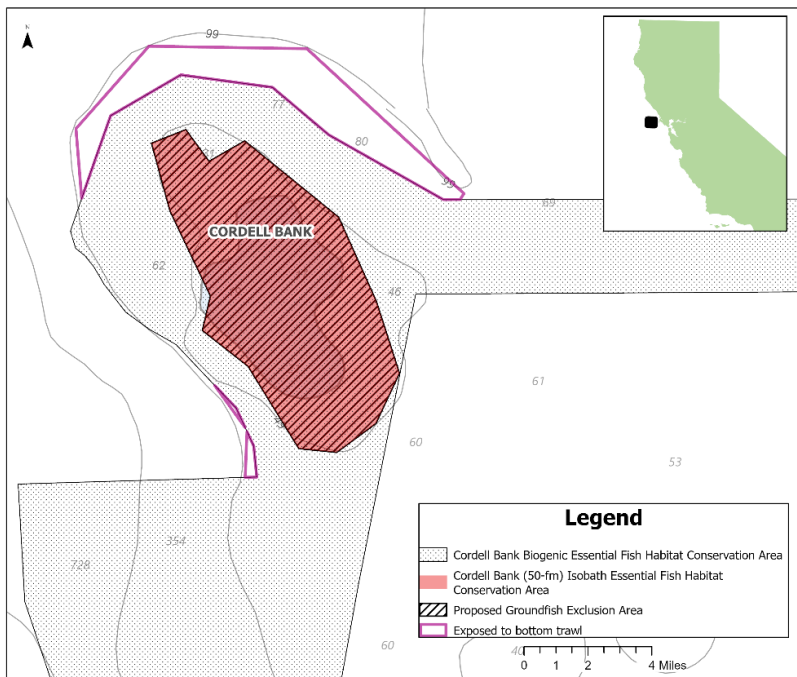 N
99
77
80
99
69
CORDELL BANK
62
46
61
60
53
354
728
60
Legend
Cordell Bank Biogenic Essential Fish Habitat Conservation Area
Cordell Bank (50-fm) Isobath Essential Fish Habitat
Conservation Area
Proposed Groundfish Exclusion Area
Exposed to bottom trawl
0 1 2 4 Miles